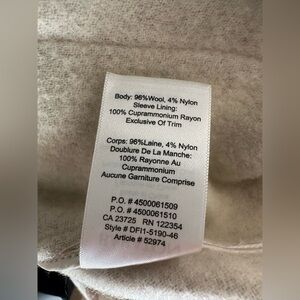 Body: 96%Wool, 4% Nylon
Sleeve Lining:
100% Cuprammonium Rayon
Exclusive Of Trim
Corps: 96%Laine, 4% Nylon
Doublure De La Manche:
100% Rayonne Au
Cuprammonium
Aucune Garniture Comprise
P.O. # 4500061509
P.O. # 4500061510
CA 23725 RN 122354
Style # DFI1-5190-46
Article # 52974